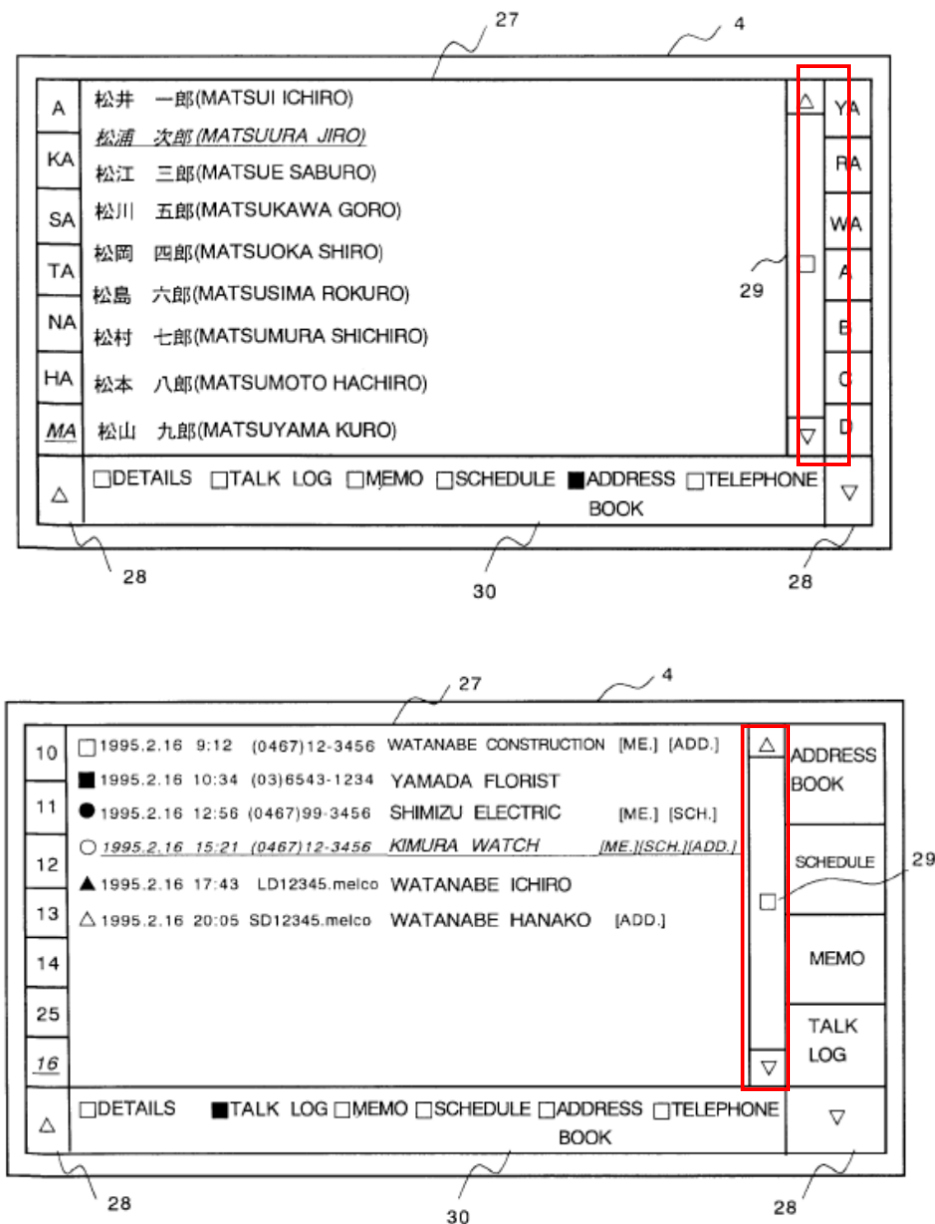 27
4
A
KA
SA
TA
NA
HA
MA
松井 一郎(MATSUI ICHIRO)
松浦 次郎(MATSUURA JIRO)
松江 三郎(MATSUE SABURO)
松川 五郎(MATSUKAWA GORO)
松岡 四郎(MATSUOKA SHIRO)
松島 六郎(MATSUSIMA ROKURO)
松村 七郎(MATSUMURA SHICHIRO)
松本 八郎(MATSUMOTO HACHIRO)
松山 九郎(MATSUYAMA KURO)
29
YA
RA
WA
A
B
C
D
△ □DETAILS □TALK LOG □MEMO □SCHEDULE ■ADDRESS BOOK □TELEPHONE ▽
28
30
28
27
4
10
11
12
13
14
25
16
□1995.2.16 9:12 (0467)12-3456 WATANABE CONSTRUCTION [ME.] [ADD.]
■1995.2.16 10:34 (03)6543-1234 YAMADA FLORIST
●1995.2.16 12:56 (0467)99-3456 SHIMIZU ELECTRIC [ME.] [SCH.]
○1995.2.16 15:21 (0467)12-3456 KIMURA WATCH [ME.][SCH.][ADD.]
▲1995.2.16 17:43 LD12345.melco WATANABE ICHIRO
△1995.2.16 20:05 SD12345.melco WATANABE HANAKO [ADD.]
ADDRESS
BOOK
SCHEDULE
MEMO
TALK
LOG
29
△ □DETAILS ■TALK LOG □MEMO □SCHEDULE □ADDRESS BOOK □TELEPHONE ▽
28
30
28